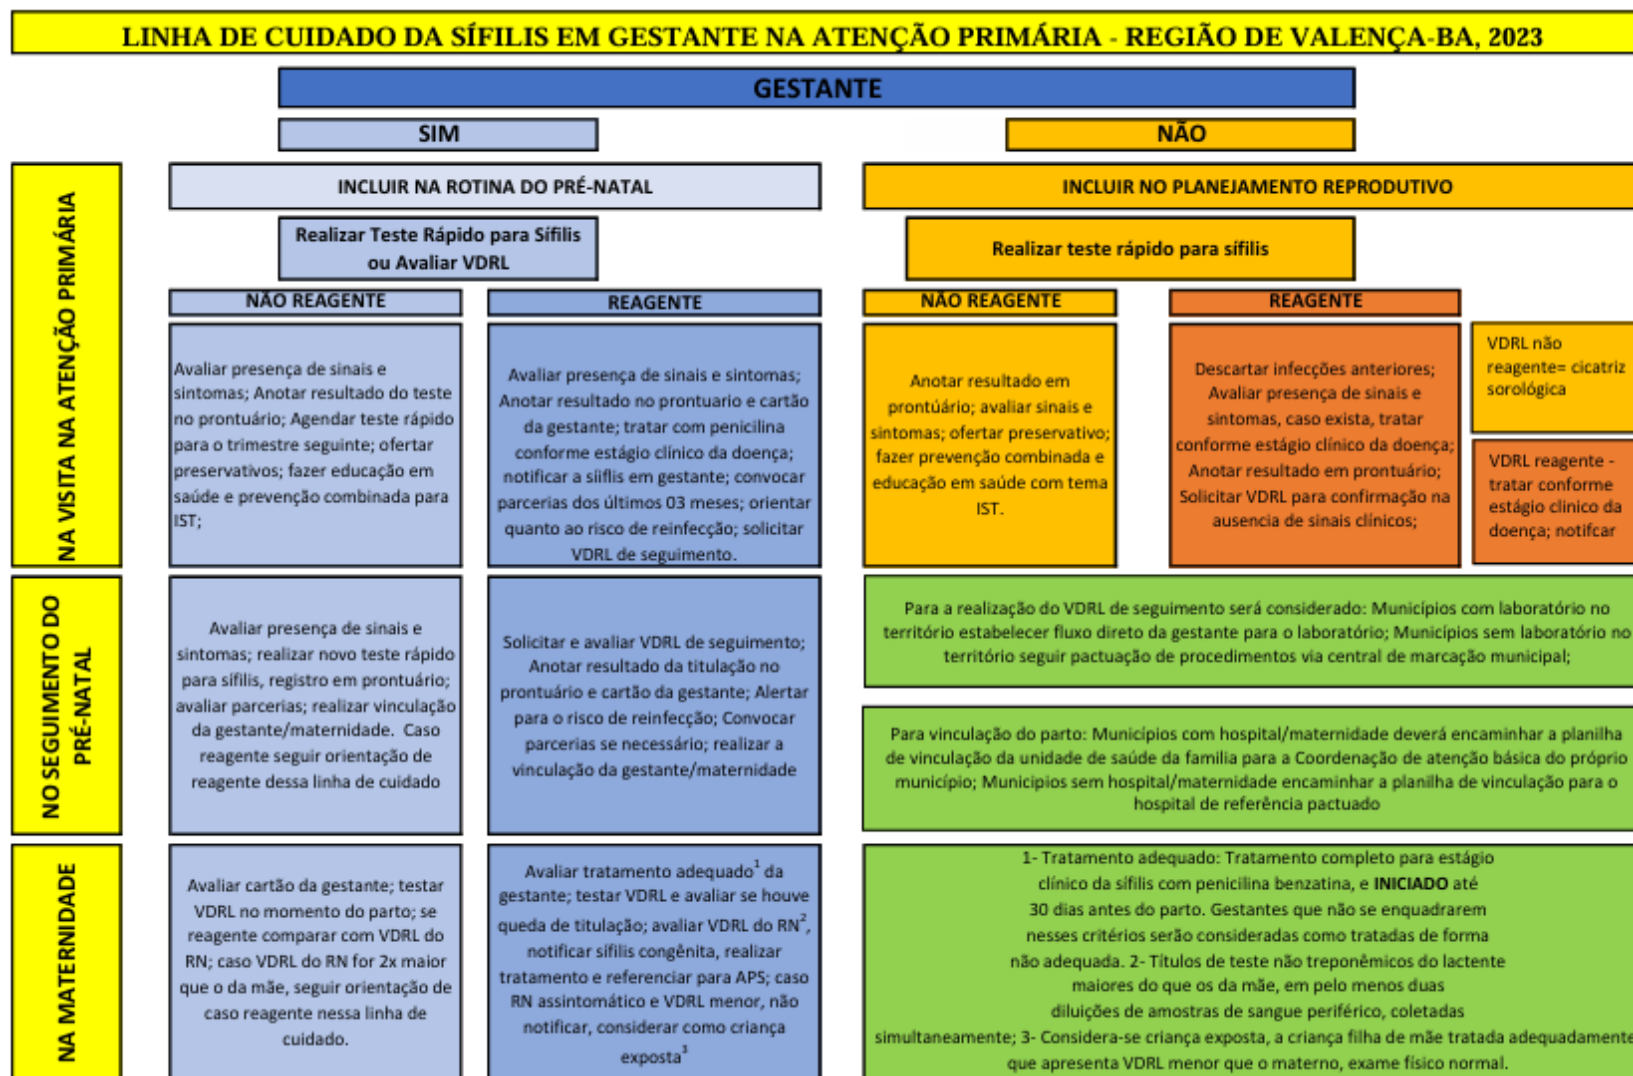 LINHA DE CUIDADO DA SÍFILIS EM GESTANTE NA ATENÇÃO PRIMÁRIA - REGIÃO DE VALENÇA-BA, 2023
GESTANTE
SIM
NÃO
NA VISITA NA ATENÇÃO PRIMÁRIA
INCLUIR NA ROTINA DO PRÉ-NATAL
INCLUIR NO PLANEJAMENTO REPRODUTIVO
Realizar Teste Rápido para Sífilis
ou Avaliar VDRL
Realizar teste rápido para sífilis
NÃO REAGENTE
REAGENTE
NÃO REAGENTE
REAGENTE
Avaliar presença de sinais e
sintomas; Anotar resultado do teste
no prontuário; Agendar teste rápido
para o trimestre seguinte; ofertar
preservativos; fazer educação em
saúde e prevenção combinada para
IST;
Avaliar presença de sinais e sintomas;
Anotar resultado no prontuario e cartão
da gestante; tratar com penicilina
conforme estágio clínico da doença;
notificar a siíflis em gestante; convocar
parcerias dos últimos 03 meses; orientar
quanto ao risco de reinfecção; solicitar
VDRL de seguimento.
Anotar resultado em
prontúário; avaliar sinais e
sintomas; ofertar preservativo;
fazer prevenção combinada e
educação em saúde com tema
IST.
Descartar infecções anteriores;
Avaliar presença de sinais e
sintomas, caso exista, tratar
conforme estágio clínico da doença;
Anotar resultado em prontuário;
Solicitar VDRL para confirmação na
ausencia de sinais clínicos;
VDRL não
reagente= cicatriz
sorológica
VDRL reagente -
tratar conforme
estágio clinico da
doença; notifcar
NO SEGUIMENTO DO
PRÉ-NATAL
Avaliar presença de sinais e
sintomas; realizar novo teste rápido
para sífilis, registro em prontuário;
avaliar parcerias; realizar vinculação
da gestante/maternidade. Caso
reagente seguir orientação de
reagente dessa linha de cuidado
Solicitar e avaliar VDRL de seguimento;
Anotar resultado da titulação no
prontuário e cartão da gestante; Alertar
para o risco de reinfecção; Convocar
parcerias se necessário; realizar a
vinculação da gestante/maternidade
Para a realização do VDRL de seguimento será considerado: Municípios com laboratório no
território estabelecer fluxo direto da gestante para o laboratório; Municípios sem laboratório no
território seguir pactuação de procedimentos via central de marcação municipal;
Para vinculação do parto: Municípios com hospital/maternidade deverá encaminhar a planilha
de vinculação da unidade de saúde da familia para a Coordenação de atenção básica do próprio
município; Municipios sem hospital/maternidade encaminhar a planilha de vinculação para o
hospital de referência pactuado
NA MATERNIDADE
Avaliar cartão da gestante; testar
VDRL no momento do parto; se
reagente comparar com VDRL do
RN; caso VDRL do RN for 2x maior
que o da mãe, seguir orientação de
caso reagente nessa linha de
cuidado.
Avaliar tratamento adequado¹ da
gestante; testar VDRL e avaliar se houve
queda de titulação; avaliar VDRL do RN²,
notificar sífilis congênita, realizar
tratamento e referenciar para APS; caso
RN assintomático e VDRL menor, não
notificar, considerar como criança
exposta³
1- Tratamento adequado: Tratamento completo para estágio
clínico da sífilis com penicilina benzatina, e INICIADO até
30 dias antes do parto. Gestantes que não se enquadrarem
nesses critérios serão consideradas como tratadas de forma
não adequada. 2- Títulos de teste não treponêmicos do lactente
maiores do que os da mãe, em pelo menos duas
diluições de amostras de sangue periférico, coletadas
simultaneamente; 3- Considera-se criança exposta, a criança filha de mãe tratada adequadamente
que apresenta VDRL menor que o materno, exame físico normal.